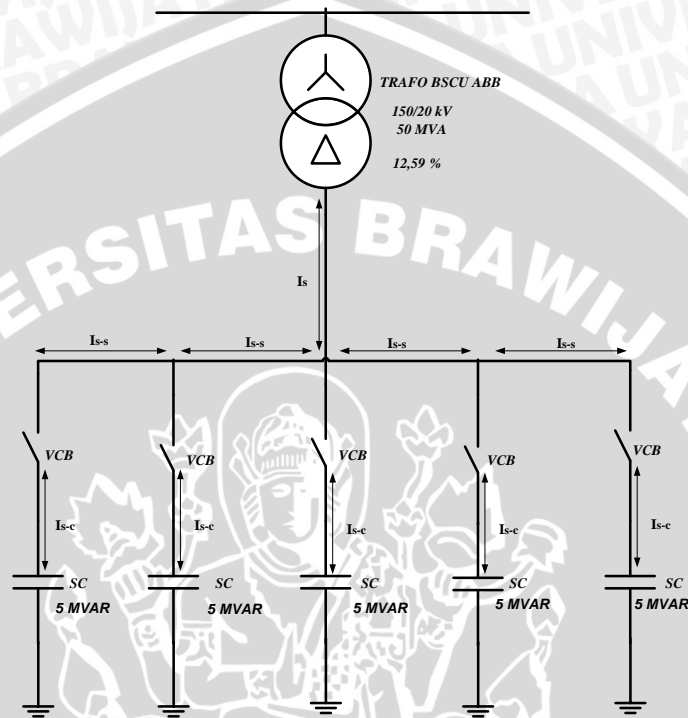 TRAFO BSCU ABB
150/20 kV
50 MVA
12,59 %
ERSITAS BRAWIJA
Is
Is-s Is-s Is-s Is-s
VCB VCB VCB VCB VCB
Is-c Is-c Is-c Is-c Is-c
SC SC SC SC SC
5 MVAR 5 MVAR 5 MVAR 5 MVAR 5 MVAR